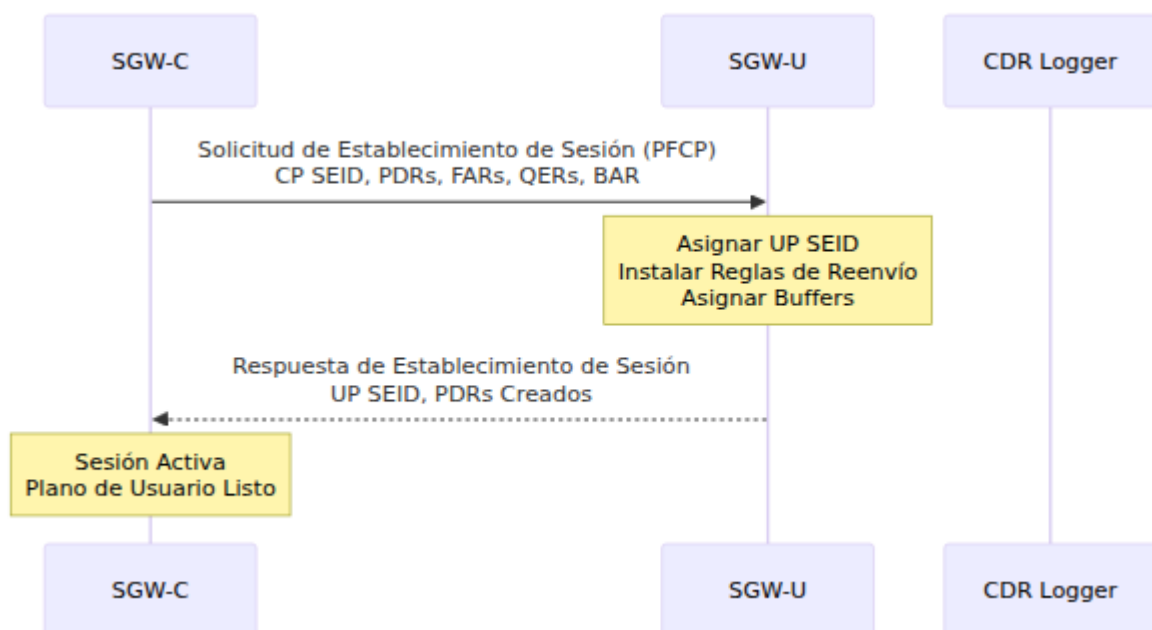 SGW-C
SGW-U
CDR Logger
Solicitud de Establecimiento de Sesión (PFCP)
CP SEID, PDRs, FARs, QERs, BAR
Asignar UP SEID
Instalar Reglas de Reenvío
Asignar Buffers
Respuesta de Establecimiento de Sesión
UP SEID, PDRs Creados
Sesión Activa
Plano de Usuario Listo
SGW-C
SGW-U
CDR Logger